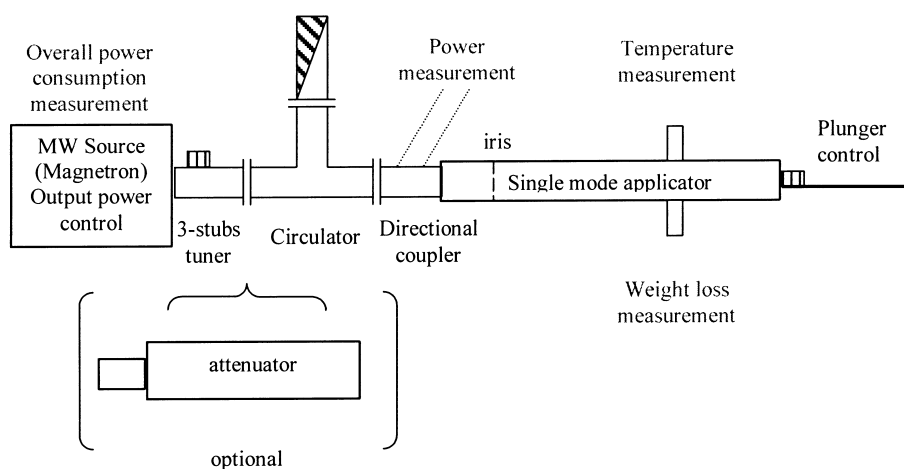 Overall power
consumption
measurement
MW Source
(Magnetron)
Output power
control
3-stubs
tuner
Circulator
Power
measurement
Directional
coupler
iris
Single mode applicator
Temperature
measurement
Plunger
control
Weight loss
measurement
attenuator
optional